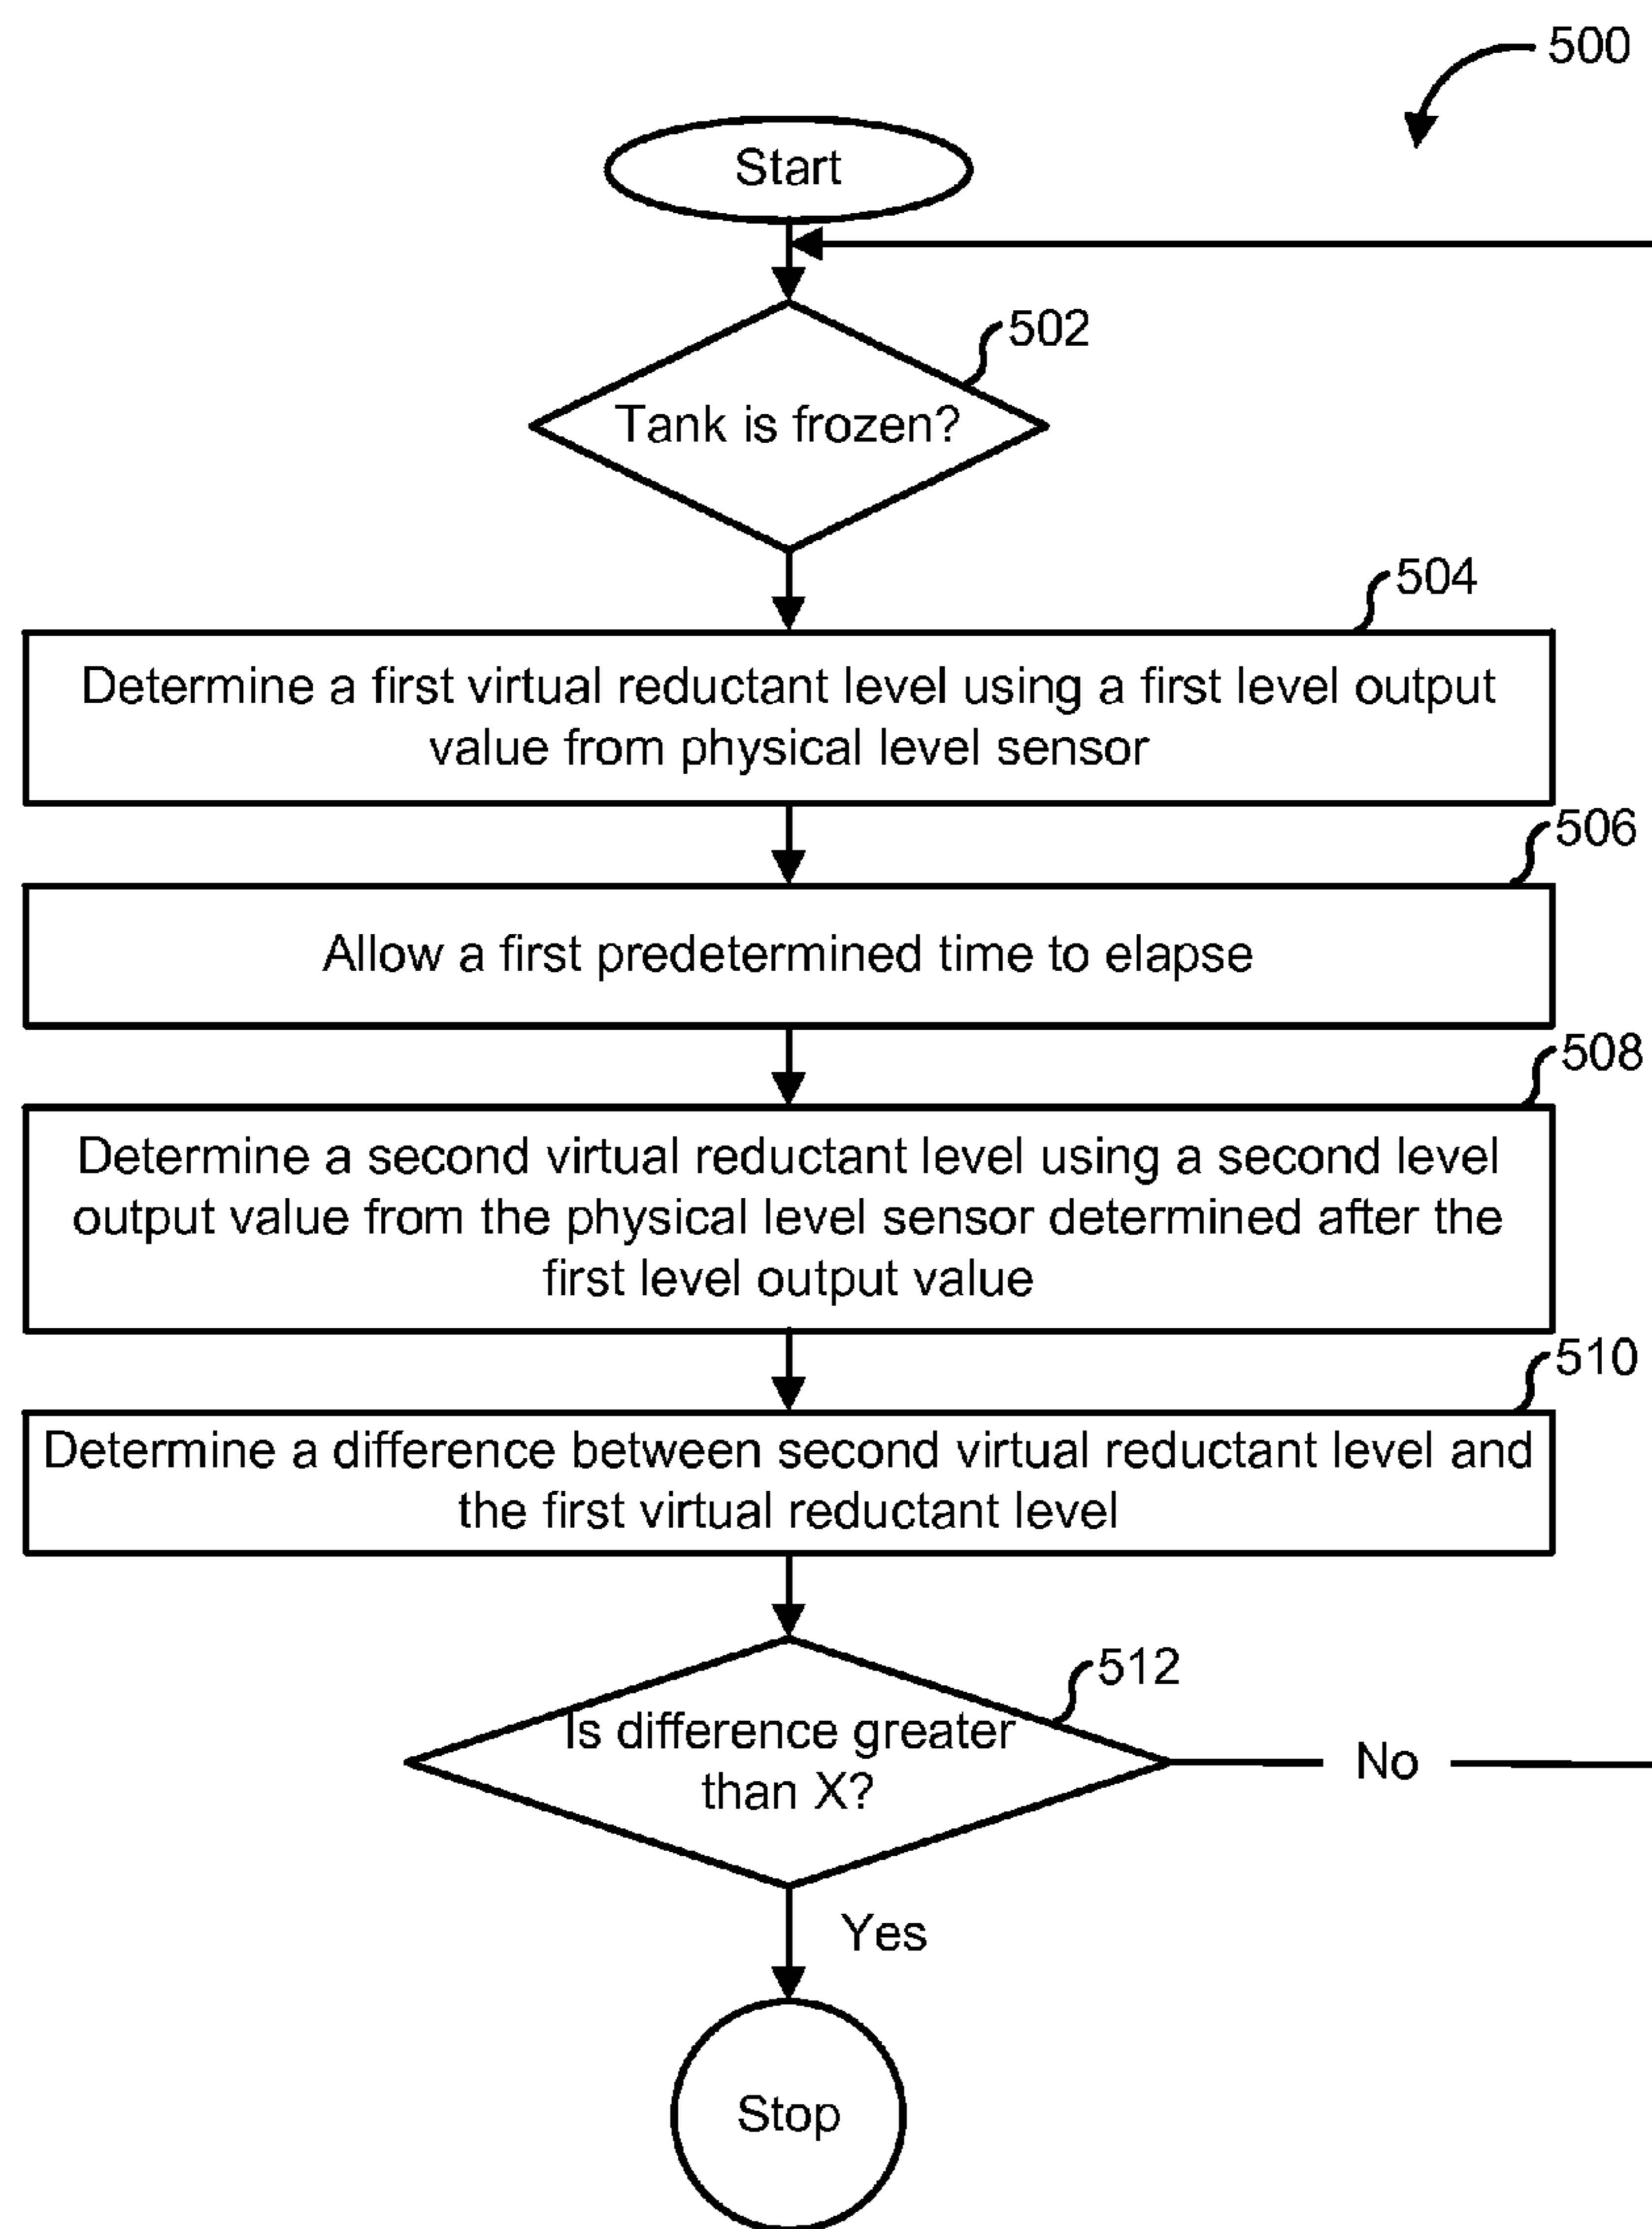 500
Start
502
Tank is frozen?
504
Determine a first virtual reductant level using a first level output
value from physical level sensor
506
Allow a first predetermined time to elapse
508
Determine a second virtual reductant level using a second level
output value from the physical level sensor determined after the
first level output value
510
Determine a difference between second virtual reductant level and
the first virtual reductant level
512
Is difference greater
than X?
No
Yes
Stop